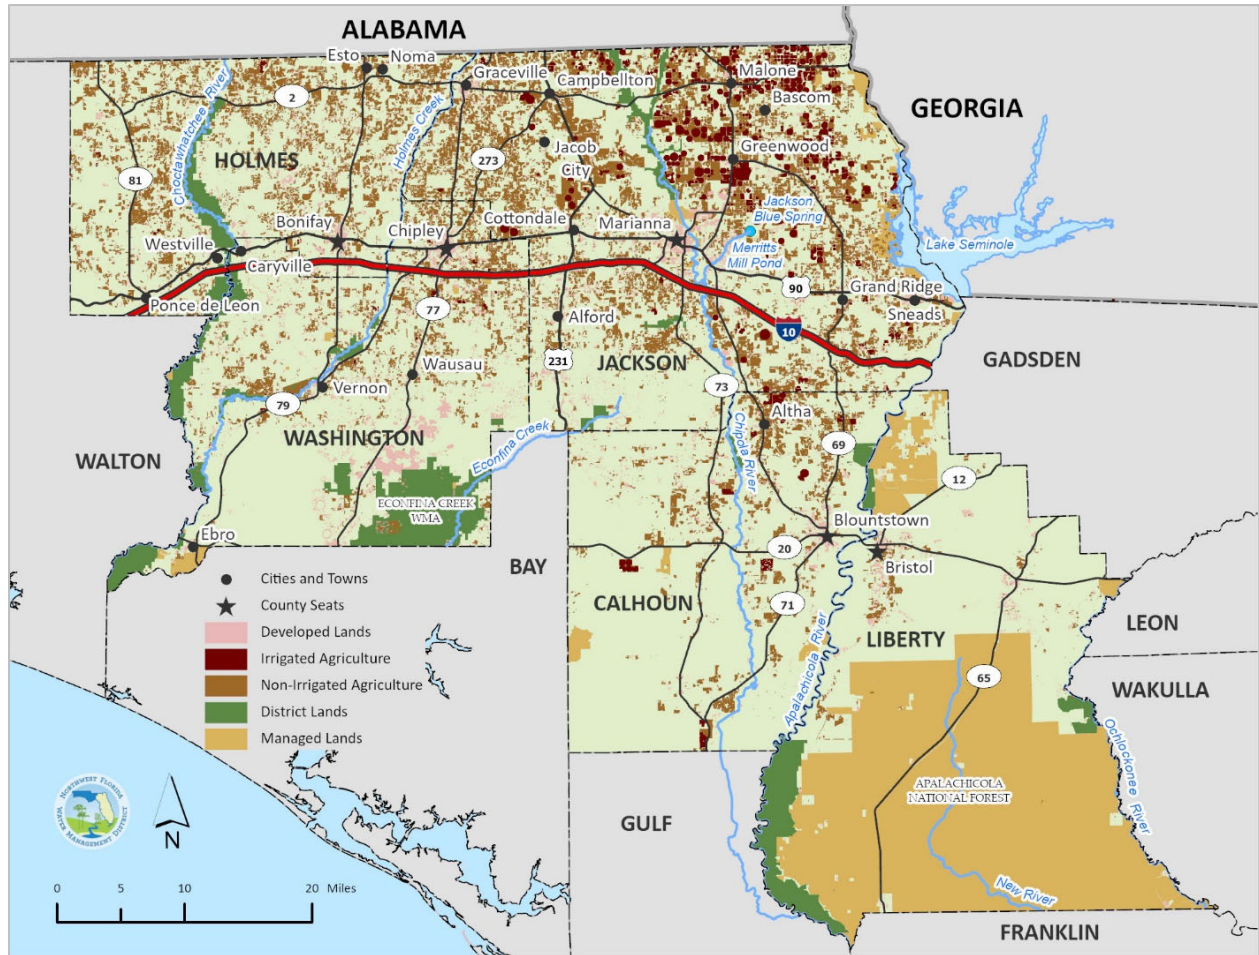 ALABAMA
Esto
Noma
Graceville
Campbellton
Malone
Bascom
GEORGIA
2
Choctawhatchee River
Holmes Creek
HOLMES
273
Jacob
City
Greenwood
81
Jackson
Blue Spring
Bonifay
Chipley
Cottondale
Marianna
Merritts
Mill Pond
Lake Seminole
Westville
Caryville
Ponce de Leon
77
90
Grand Ridge
Sneads
Alford
10
231
JACKSON
GADSDEN
Wausau
Vernon
79
73
Altha
WASHINGTON
Econfina Creek
Chipola River
69
WALTON
12
ECONFINA CREEK
WMA
Blountstown
Ebro
BAY
20
Bristol
CALHOUN
71
LIBERTY
LEON
Apalachicola River
65
WAKULLA
Ochlockonee River
Cities and Towns
County Seats
Developed Lands
Irrigated Agriculture
Non-Irrigated Agriculture
District Lands
Managed Lands
NORTHWEST FLORIDA
WATER MANAGEMENT DISTRICT
N
APALACHICOLA
NATIONAL FOREST
GULF
New River
FRANKLIN
0 5 10 20 Miles